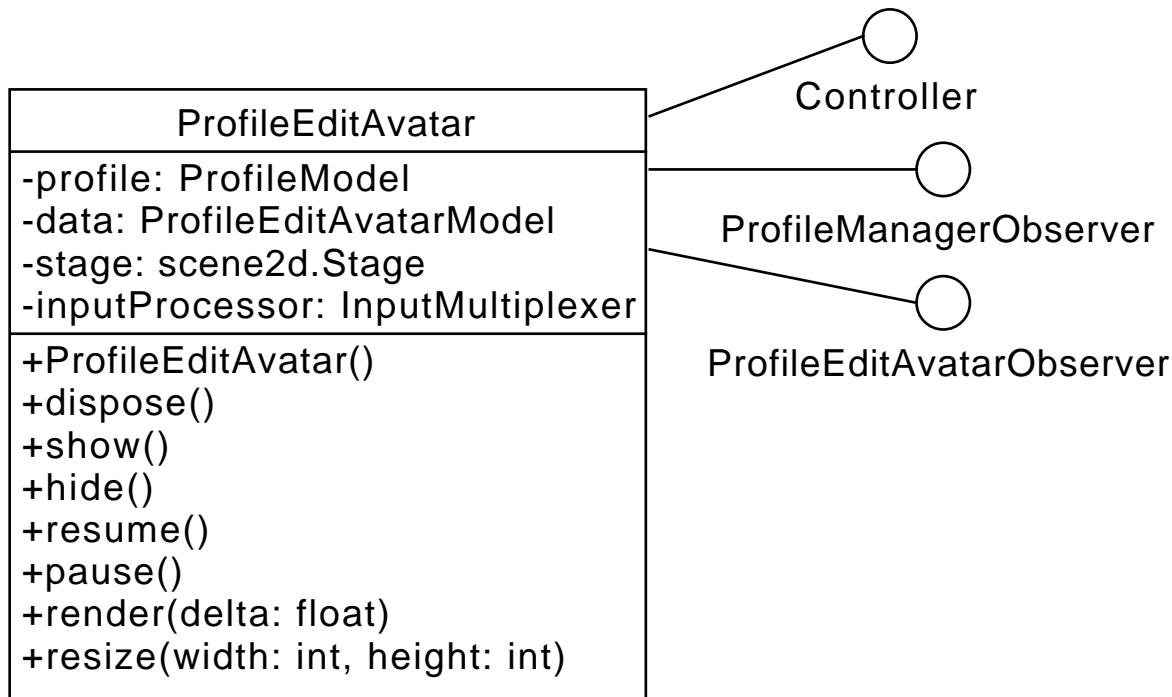 ProfileEditAvatar
-profile: ProfileModel
-data: ProfileEditAvatarModel
-stage: scene2d.Stage
-inputProcessor: InputMultiplexer
+ProfileEditAvatar()
+dispose()
+show()
+hide()
+resume()
+pause()
+render(delta: float)
+resize(width: int, height: int)
Controller
ProfileManagerObserver
ProfileEditAvatarObserver